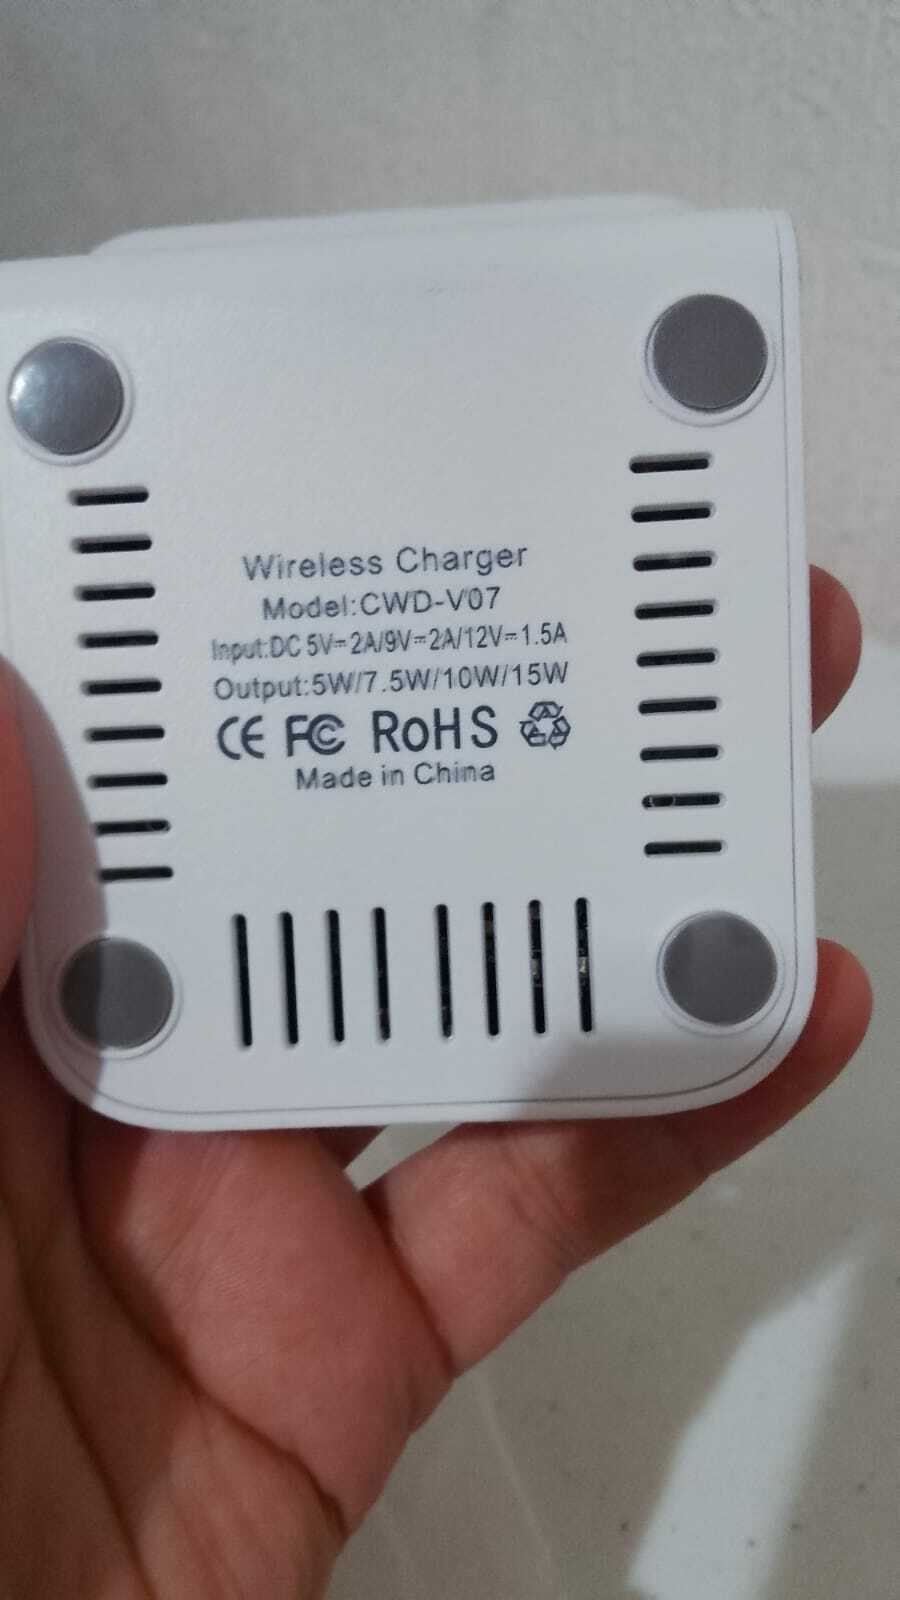 Wireless Charger
Model:CWD-V07
Input:DC 5V=2A/9V=2A/12V=1.5A
Output:5W/7.5W/10W/15W
CE FC RoHS
Made in China